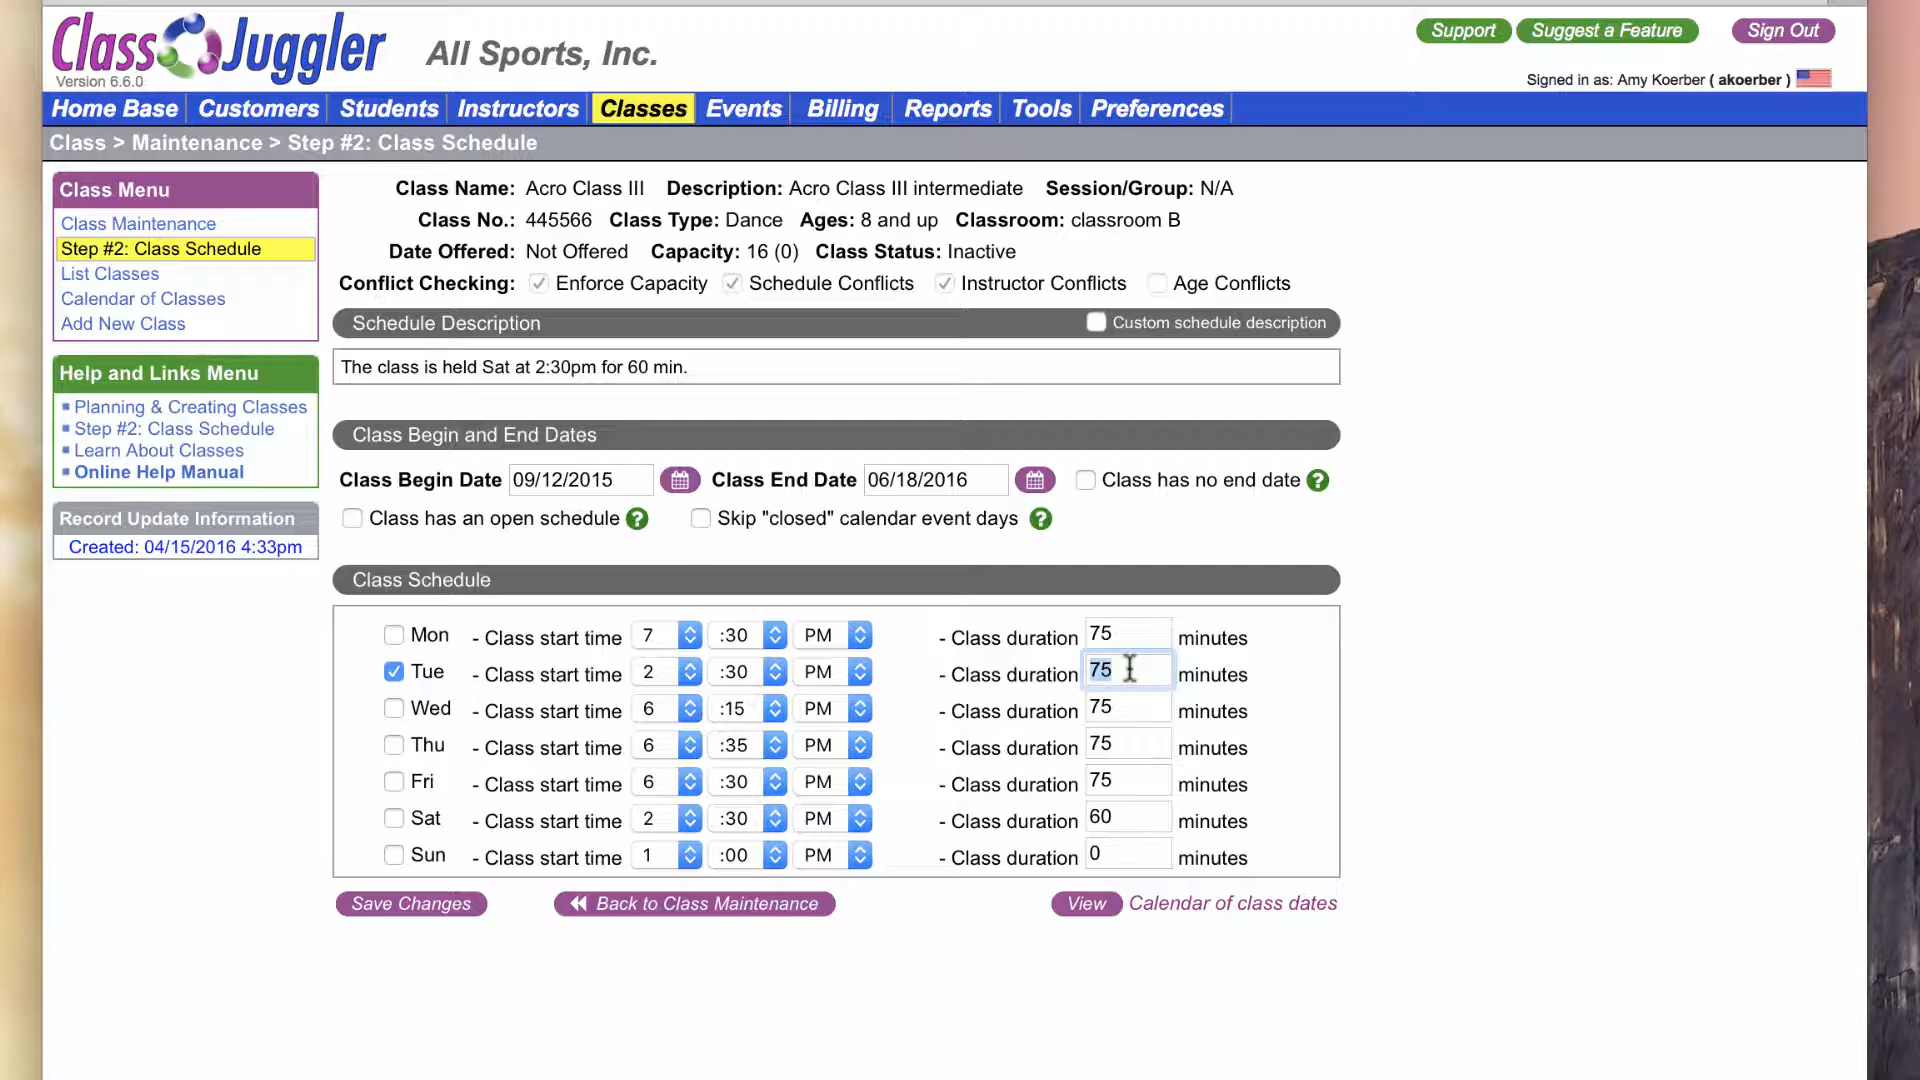 Class Juggler
Version 6.6.0
All Sports, Inc.
Support Suggest a Feature Sign Out
Signed in as: Amy Koerber ( akoerber )
Home Base Customers Students Instructors Classes Events Billing Reports Tools Preferences
Class > Maintenance > Step #2: Class Schedule
Class Menu
Class Maintenance
Step #2: Class Schedule
List Classes
Calendar of Classes
Add New Class
Help and Links Menu
Planning & Creating Classes
Step #2: Class Schedule
Learn About Classes
Online Help Manual
Record Update Information
Created: 04/15/2016 4:33pm
Class Name: Acro Class III Description: Acro Class III intermediate Session/Group: N/A
Class No.: 445566 Class Type: Dance Ages: 8 and up Classroom: classroom B
Date Offered: Not Offered Capacity: 16 (0) Class Status: Inactive
Conflict Checking: Enforce Capacity Schedule Conflicts Instructor Conflicts Age Conflicts
Schedule Description Custom schedule description
The class is held Sat at 2:30pm for 60 min.
Class Begin and End Dates
Class Begin Date 09/12/2015 Class End Date 06/18/2016 Class has no end date ?
Class has an open schedule ? Skip "closed" calendar event days ?
Class Schedule
Mon - Class start time 7 :30 PM - Class duration 75 minutes
Tue - Class start time 2 :30 PM - Class duration 75 minutes
Wed - Class start time 6 :15 PM - Class duration 75 minutes
Thu - Class start time 6 :35 PM - Class duration 75 minutes
Fri - Class start time 6 :30 PM - Class duration 75 minutes
Sat - Class start time 2 :30 PM - Class duration 60 minutes
Sun - Class start time 1 :00 PM - Class duration 0 minutes
Save Changes Back to Class Maintenance View Calendar of class dates